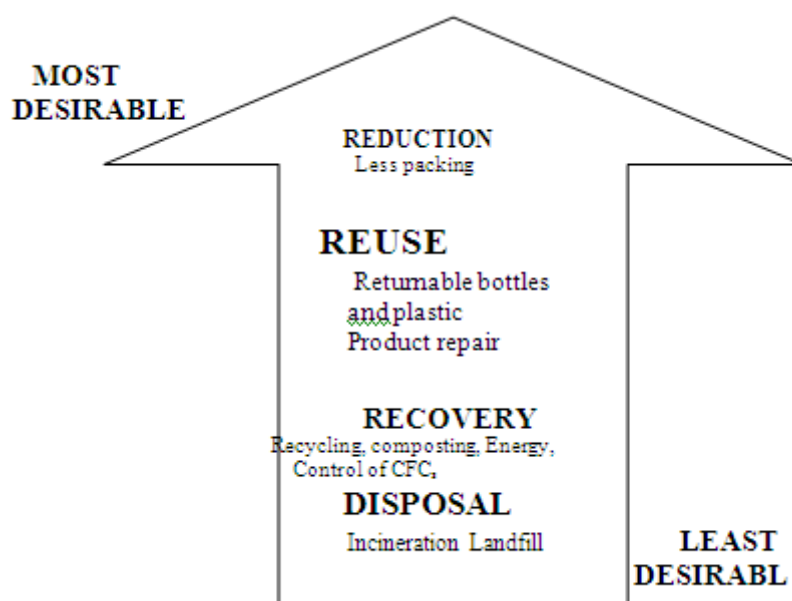 MOST
DESIRABLE
REDUCTION
Less packing
REUSE
Returnable bottles
and plastic
Product repair
RECOVERY
Recycling, composting, Energy,
Control of CFC,
DISPOSAL
Incineration Landfill
LEAST
DESIRABL